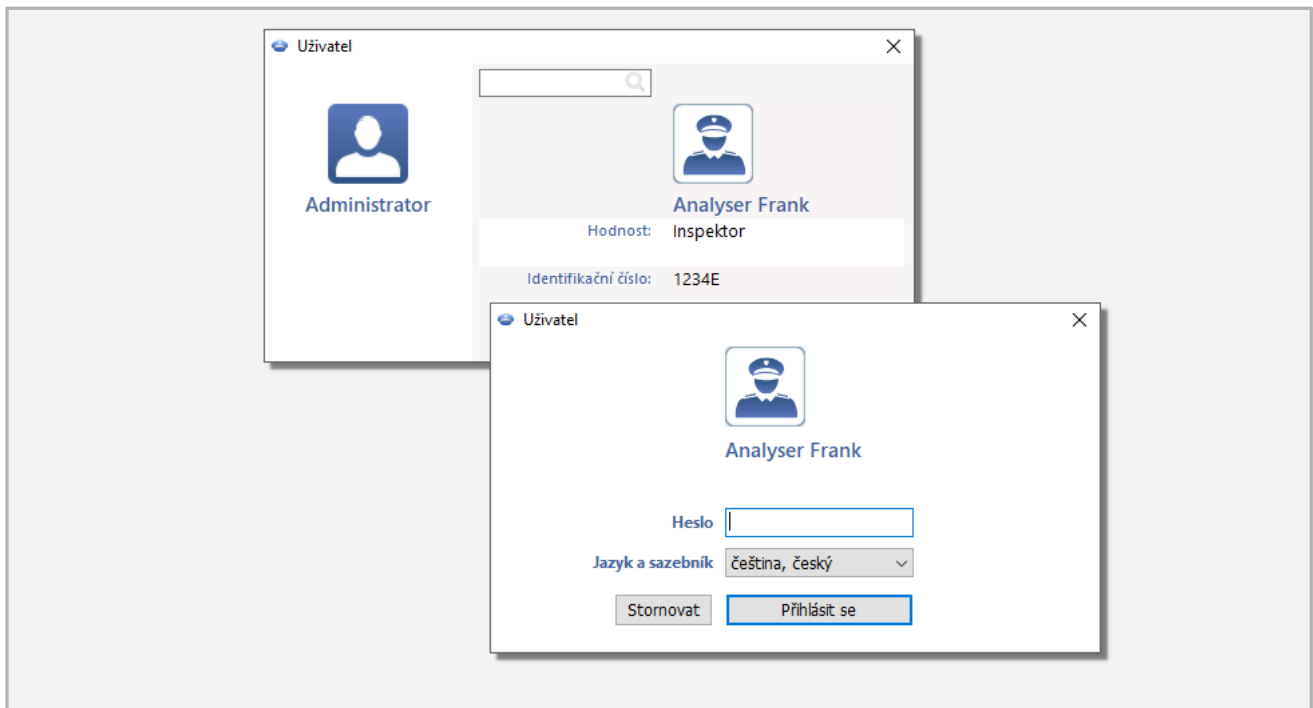 Uživatel
Administrator
Analyser Frank
Hodnost: Inspektor
Identifikační číslo: 1234E
Uživatel
Analyser Frank
Heslo
Jazyk a sazebník čeština, český
Stornovat Přihlásit se